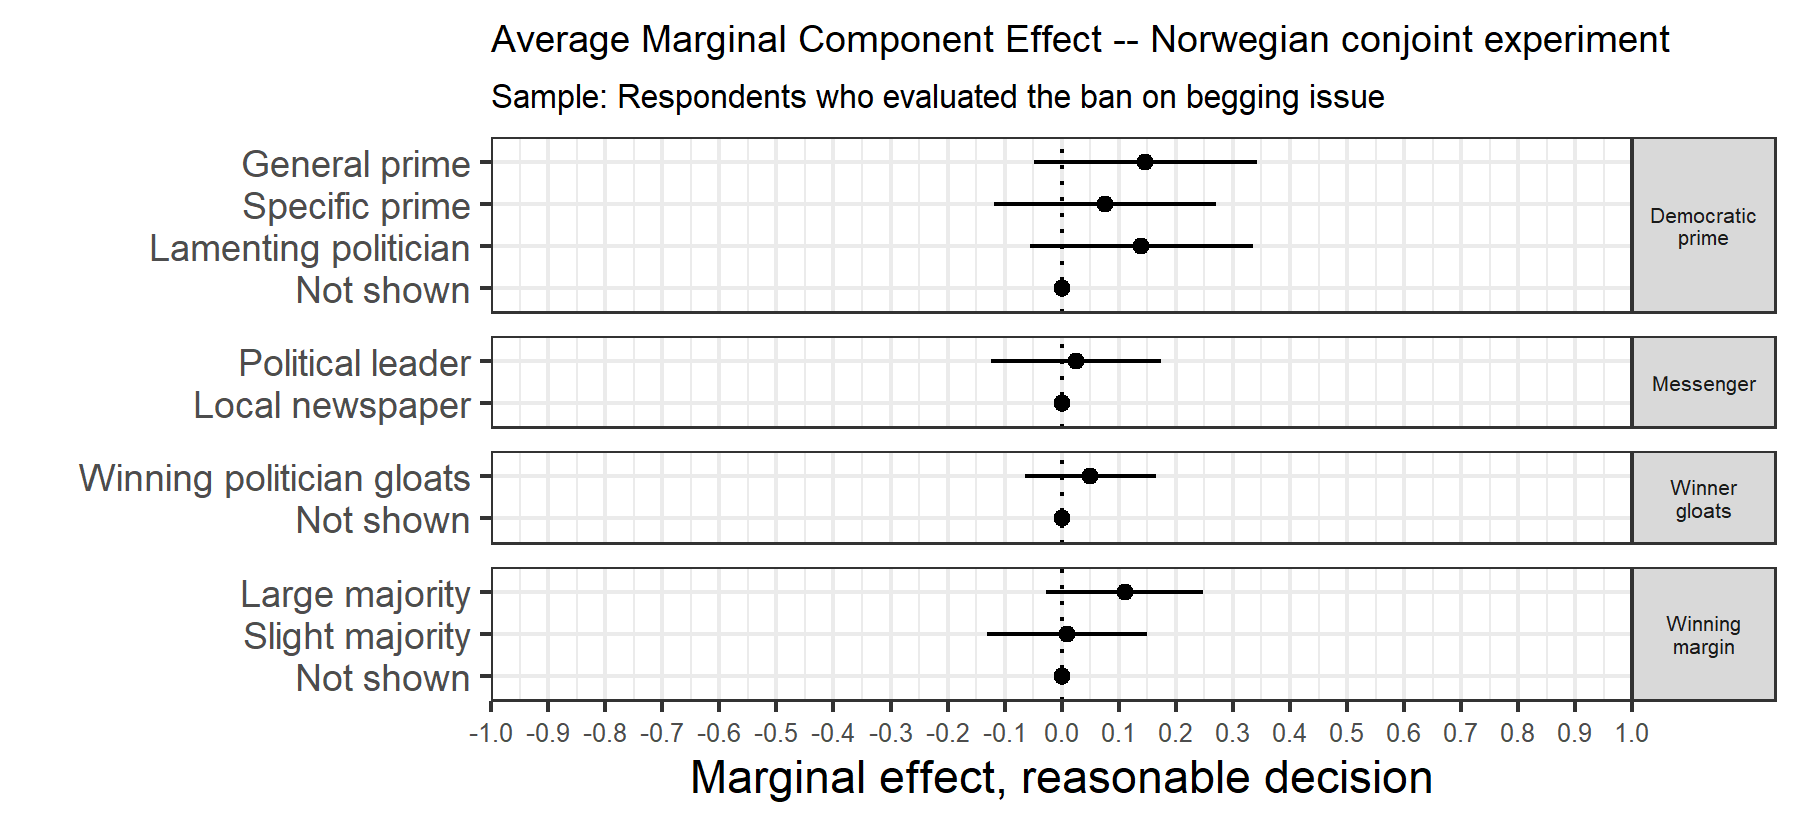 Average Marginal Component Effect -- Norwegian conjoint experiment
Sample: Respondents who evaluated the ban on begging issue
General prime
Specific prime
Lamenting politician
Not shown
Democratic
prime
Political leader
Local newspaper
Messenger
Winning politician gloats
Not shown
Winner
gloats
Large majority
Slight majority
Not shown
Winning
margin
-1.0 -0.9 -0.8 -0.7 -0.6 -0.5 -0.4 -0.3 -0.2 -0.1 0.0 0.1 0.2 0.3 0.4 0.5 0.6 0.7 0.8 0.9 1.0
Marginal effect, reasonable decision